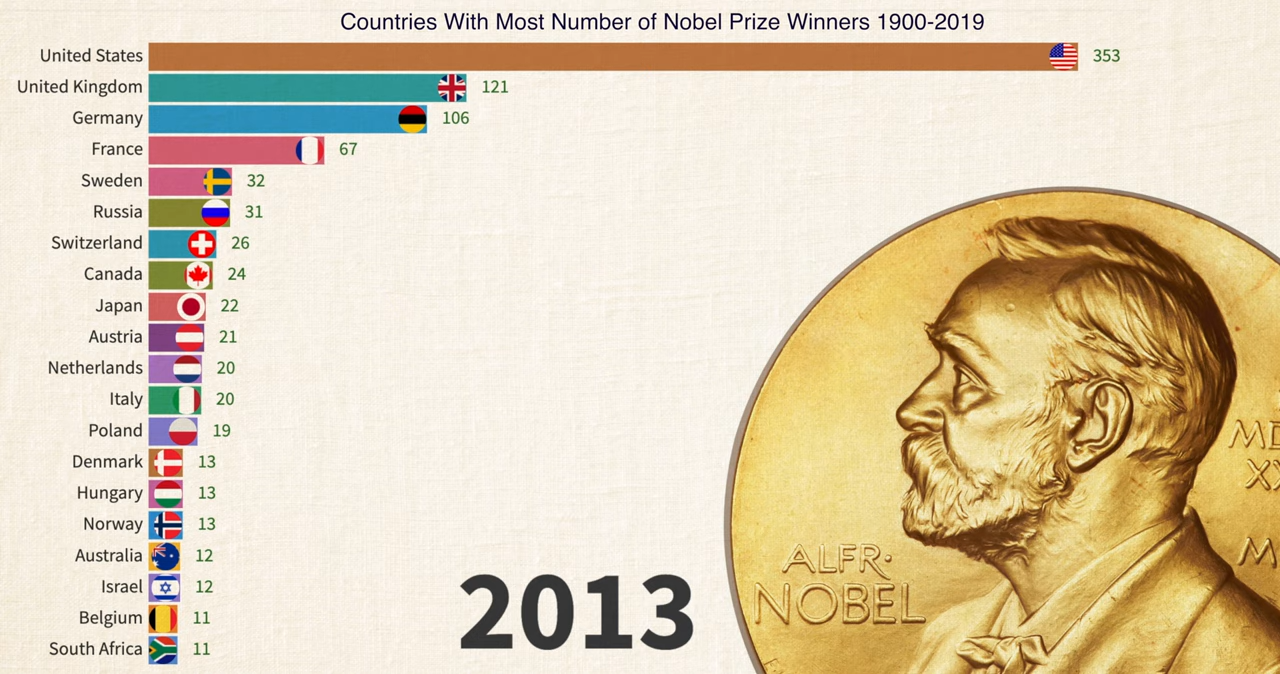 Countries With Most Number of Nobel Prize Winners 1900-2019
United States 353
United Kingdom 121
Germany 106
France 67
Sweden 32
Russia 31
Switzerland 26
Canada 24
Japan 22
Austria 21
Netherlands 20
Italy 20
Poland 19
Denmark 13
Hungary 13
Norway 13
Australia 12
Israel 12
Belgium 11
South Africa 11
2013
ALFR·
NOBEL
MD
XX
M